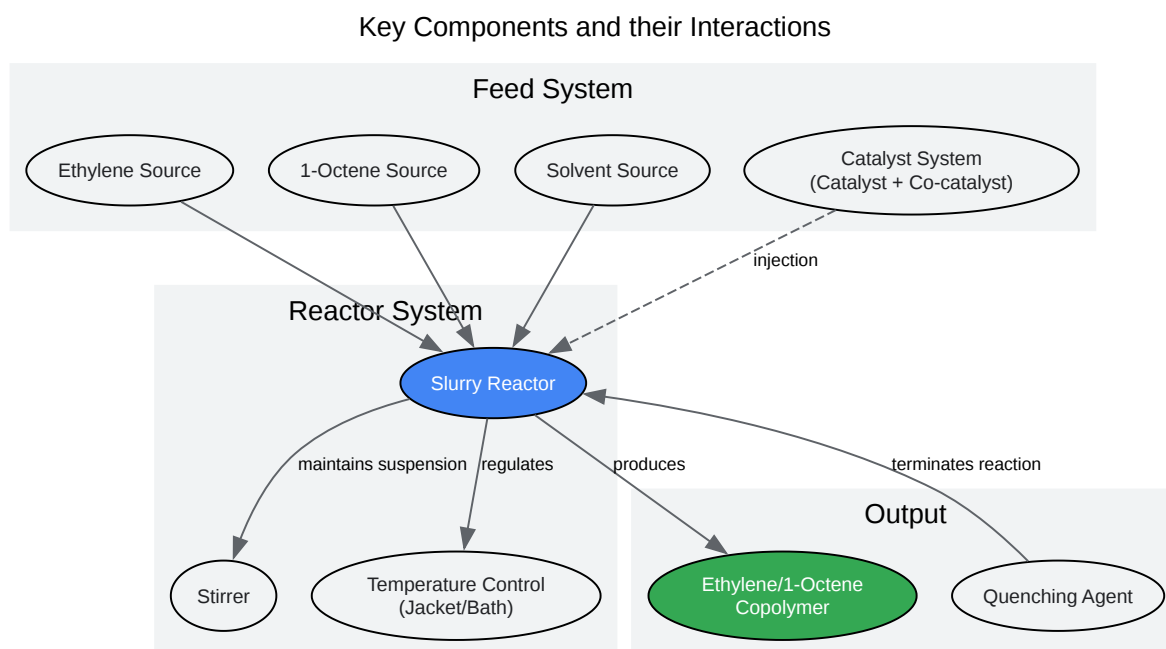 Key Components and their Interactions
Feed System
Ethylene Source
1-Octene Source
Solvent Source
Catalyst System
(Catalyst + Co-catalyst)
injection
Reactor System
Slurry Reactor
maintains suspension
regulates
produces
terminates reaction
Output
Stirrer
Temperature Control
(Jacket/Bath)
Ethylene/1-Octene
Copolymer
Quenching Agent